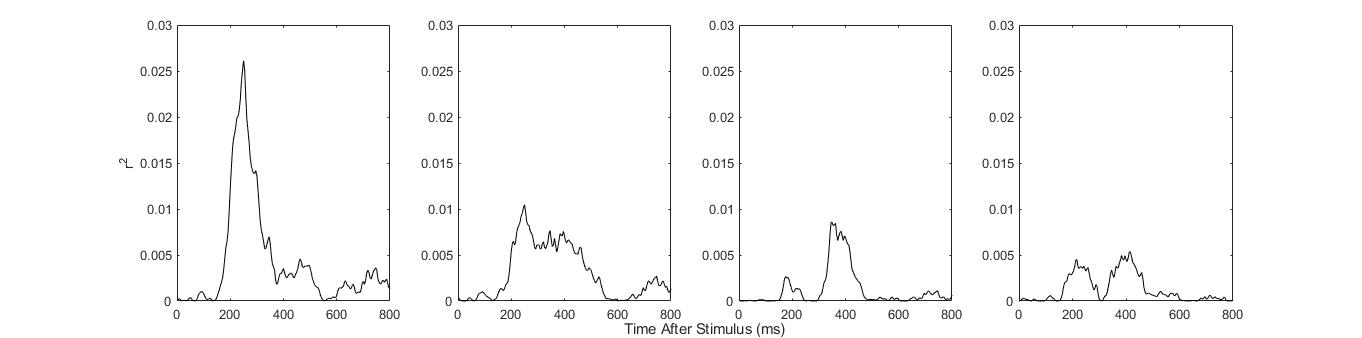 0.03 0.03 0.03 0.03
0.025 0.025 0.025 0.025
0.02 0.02 0.02 0.02
r² 0.015 0.015 0.015 0.015
0.01 0.01 0.01 0.01
0.005 0.005 0.005 0.005
0 0 0 0
0 200 400 600 800 0 200 400 600 800 0 200 400 600 800 0 200 400 600 800
Time After Stimulus (ms)